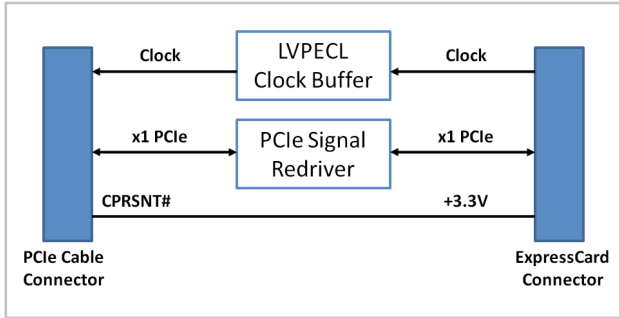 LVPECL
Clock Buffer
Clock
Clock
x1 PCIe
PCIe Signal
Redriver
x1 PCIe
CPRSNT#
+3.3V
PCIe Cable
Connector
ExpressCard
Connector